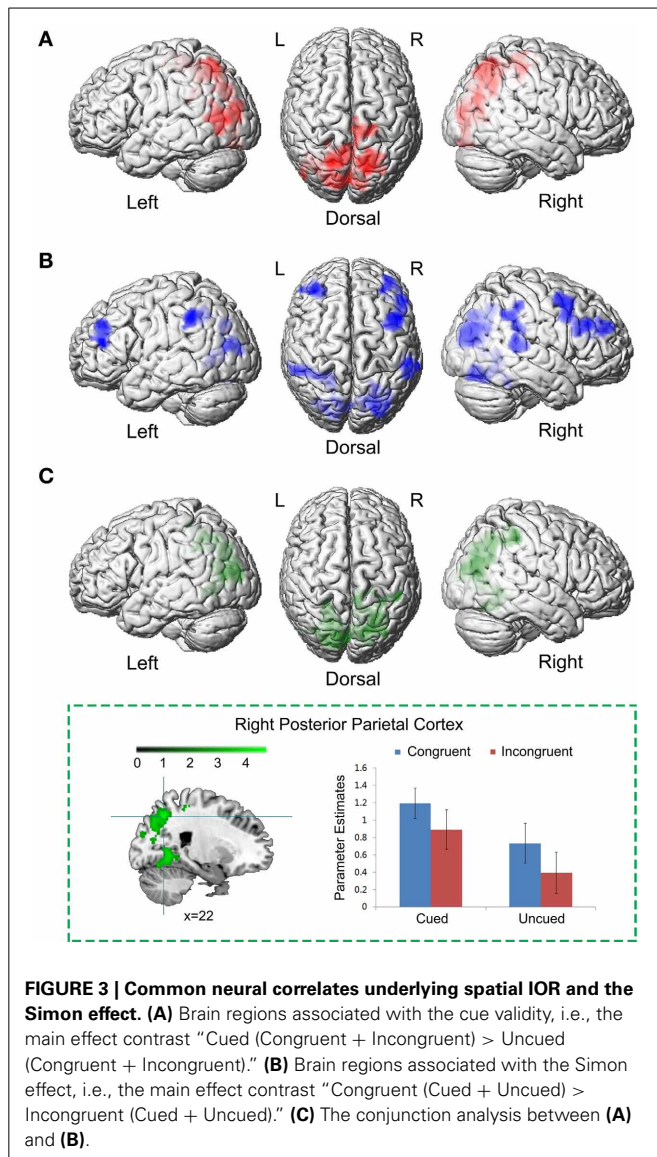 A
L
R
Left
Dorsal
Right
B
L
R
Left
Dorsal
Right
C
L
R
Left
Dorsal
Right
Right Posterior Parietal Cortex
0 1 2 3 4
x=22
Congruent Incongruent
Parameter Estimates
1.6
1.4
1.2
1
0.8
0.6
0.4
0.2
0
Cued Uncued
FIGURE 3 | Common neural correlates underlying spatial IOR and the
Simon effect. (A) Brain regions associated with the cue validity, i.e., the
main effect contrast “Cued (Congruent + Incongruent) > Uncued
(Congruent + Incongruent).” (B) Brain regions associated with the Simon
effect, i.e., the main effect contrast “Congruent (Cued + Uncued) >
Incongruent (Cued + Uncued).” (C) The conjunction analysis between (A)
and (B).